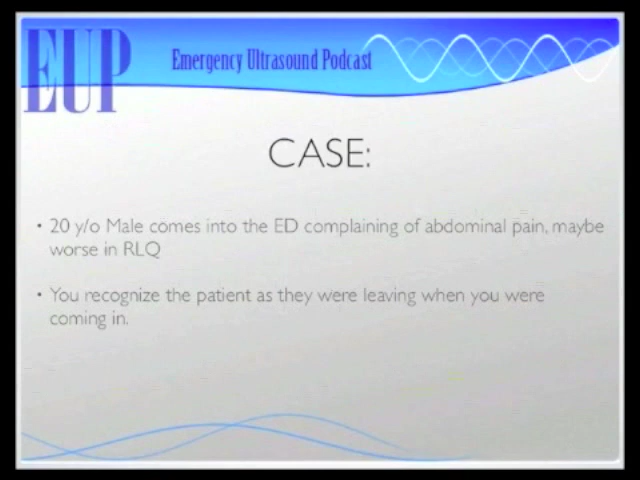 EUP
Emergency Ultrasound Podcast
CASE:
• 20 y/o Male comes into the ED complaining of abdominal pain, maybe
worse in RLQ
• You recognize the patient as they were leaving when you were
coming in.